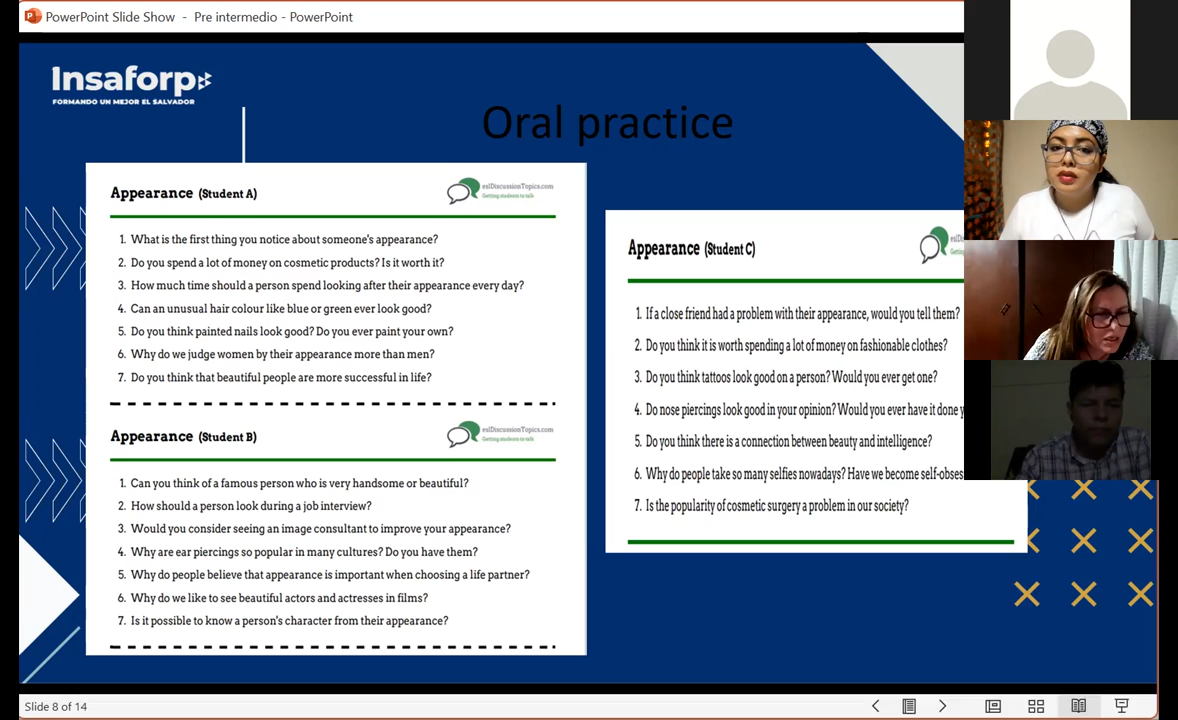 PowerPoint Slide Show - Pre intermedio - PowerPoint
Insaforp
FORMANDO UN MEJOR EL SALVADOR
Oral practice
Appearance (Student A)
eslDiscussionTopics.com
Getting students to talk
1. What is the first thing you notice about someone's appearance?
2. Do you spend a lot of money on cosmetic products? Is it worth it?
3. How much time should a person spend looking after their appearance every day?
4. Can an unusual hair colour like blue or green ever look good?
5. Do you think painted nails look good? Do you ever paint your own?
6. Why do we judge women by their appearance more than men?
7. Do you think that beautiful people are more successful in life?
Appearance (Student B)
eslDiscussionTopics.com
Getting students to talk
1. Can you think of a famous person who is very handsome or beautiful?
2. How should a person look during a job interview?
3. Would you consider seeing an image consultant to improve your appearance?
4. Why are ear piercings so popular in many cultures? Do you have them?
5. Why do people believe that appearance is important when choosing a life partner?
6. Why do we like to see beautiful actors and actresses in films?
7. Is it possible to know a person's character from their appearance?
Appearance (Student C)
1. If a close friend had a problem with their appearance, would you tell them?
2. Do you think it is worth spending a lot of money on fashionable clothes?
3. Do you think tattoos look good on a person? Would you ever get one?
4. Do nose piercings look good in your opinion? Would you ever have it done
5. Do you think there is a connection between beauty and intelligence?
6. Why do people take so many selfies nowadays? Have we become self-obses
7. Is the popularity of cosmetic surgery a problem in our society?
Slide 8 of 14